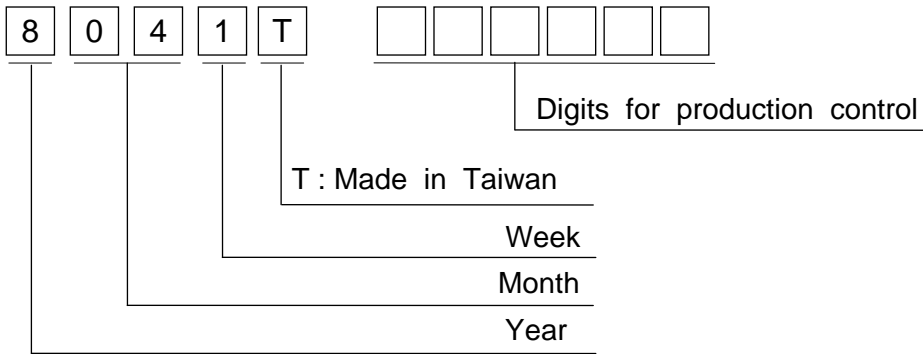 8 0 4 1 T
Digits for production control
T : Made in Taiwan
Week
Month
Year